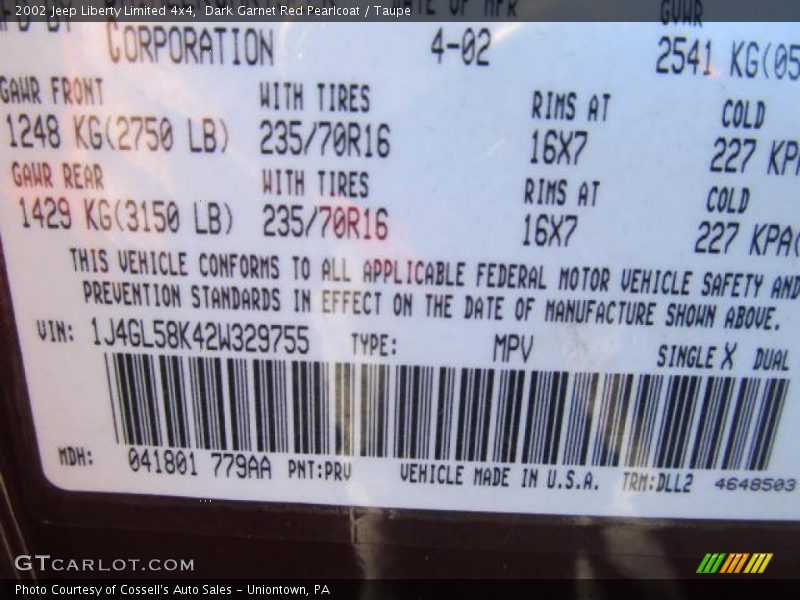 2002 Jeep Liberty Limited 4x4, Dark Garnet Red Pearlcoat / Taupe
GVWR
CORPORATION 4-02 2541 KG(05
GAWR FRONT WITH TIRES RIMS AT COLD
1248 KG(2750 LB) 235/70R16 16X7 227 KPA
GAWR REAR WITH TIRES RIMS AT COLD
1429 KG(3150 LB) 235/70R16 16X7 227 KPA(
THIS VEHICLE CONFORMS TO ALL APPLICABLE FEDERAL MOTOR VEHICLE SAFETY AND
PREVENTION STANDARDS IN EFFECT ON THE DATE OF MANUFACTURE SHOWN ABOVE.
VIN: 1J4GL58K42W329755 TYPE: MPV SINGLE X DUAL
MDH: 041801 779AA PNT:PRV VEHICLE MADE IN U.S.A. TRM:DLL2 4648503
GTCARLOT.COM
Photo Courtesy of Cossell's Auto Sales - Uniontown, PA